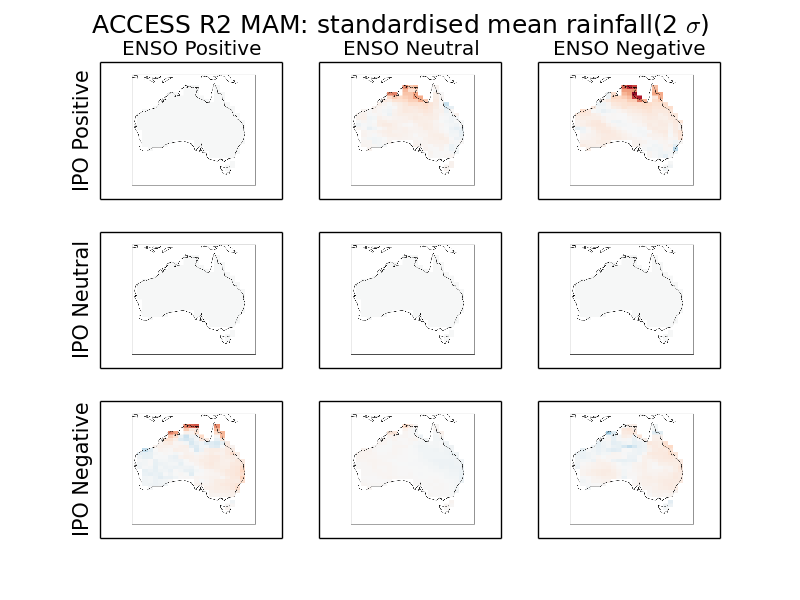 ACCESS R2 MAM: standardised mean rainfall(2 σ)
ENSO Positive
ENSO Neutral
ENSO Negative
IPO Positive
IPO Neutral
IPO Negative